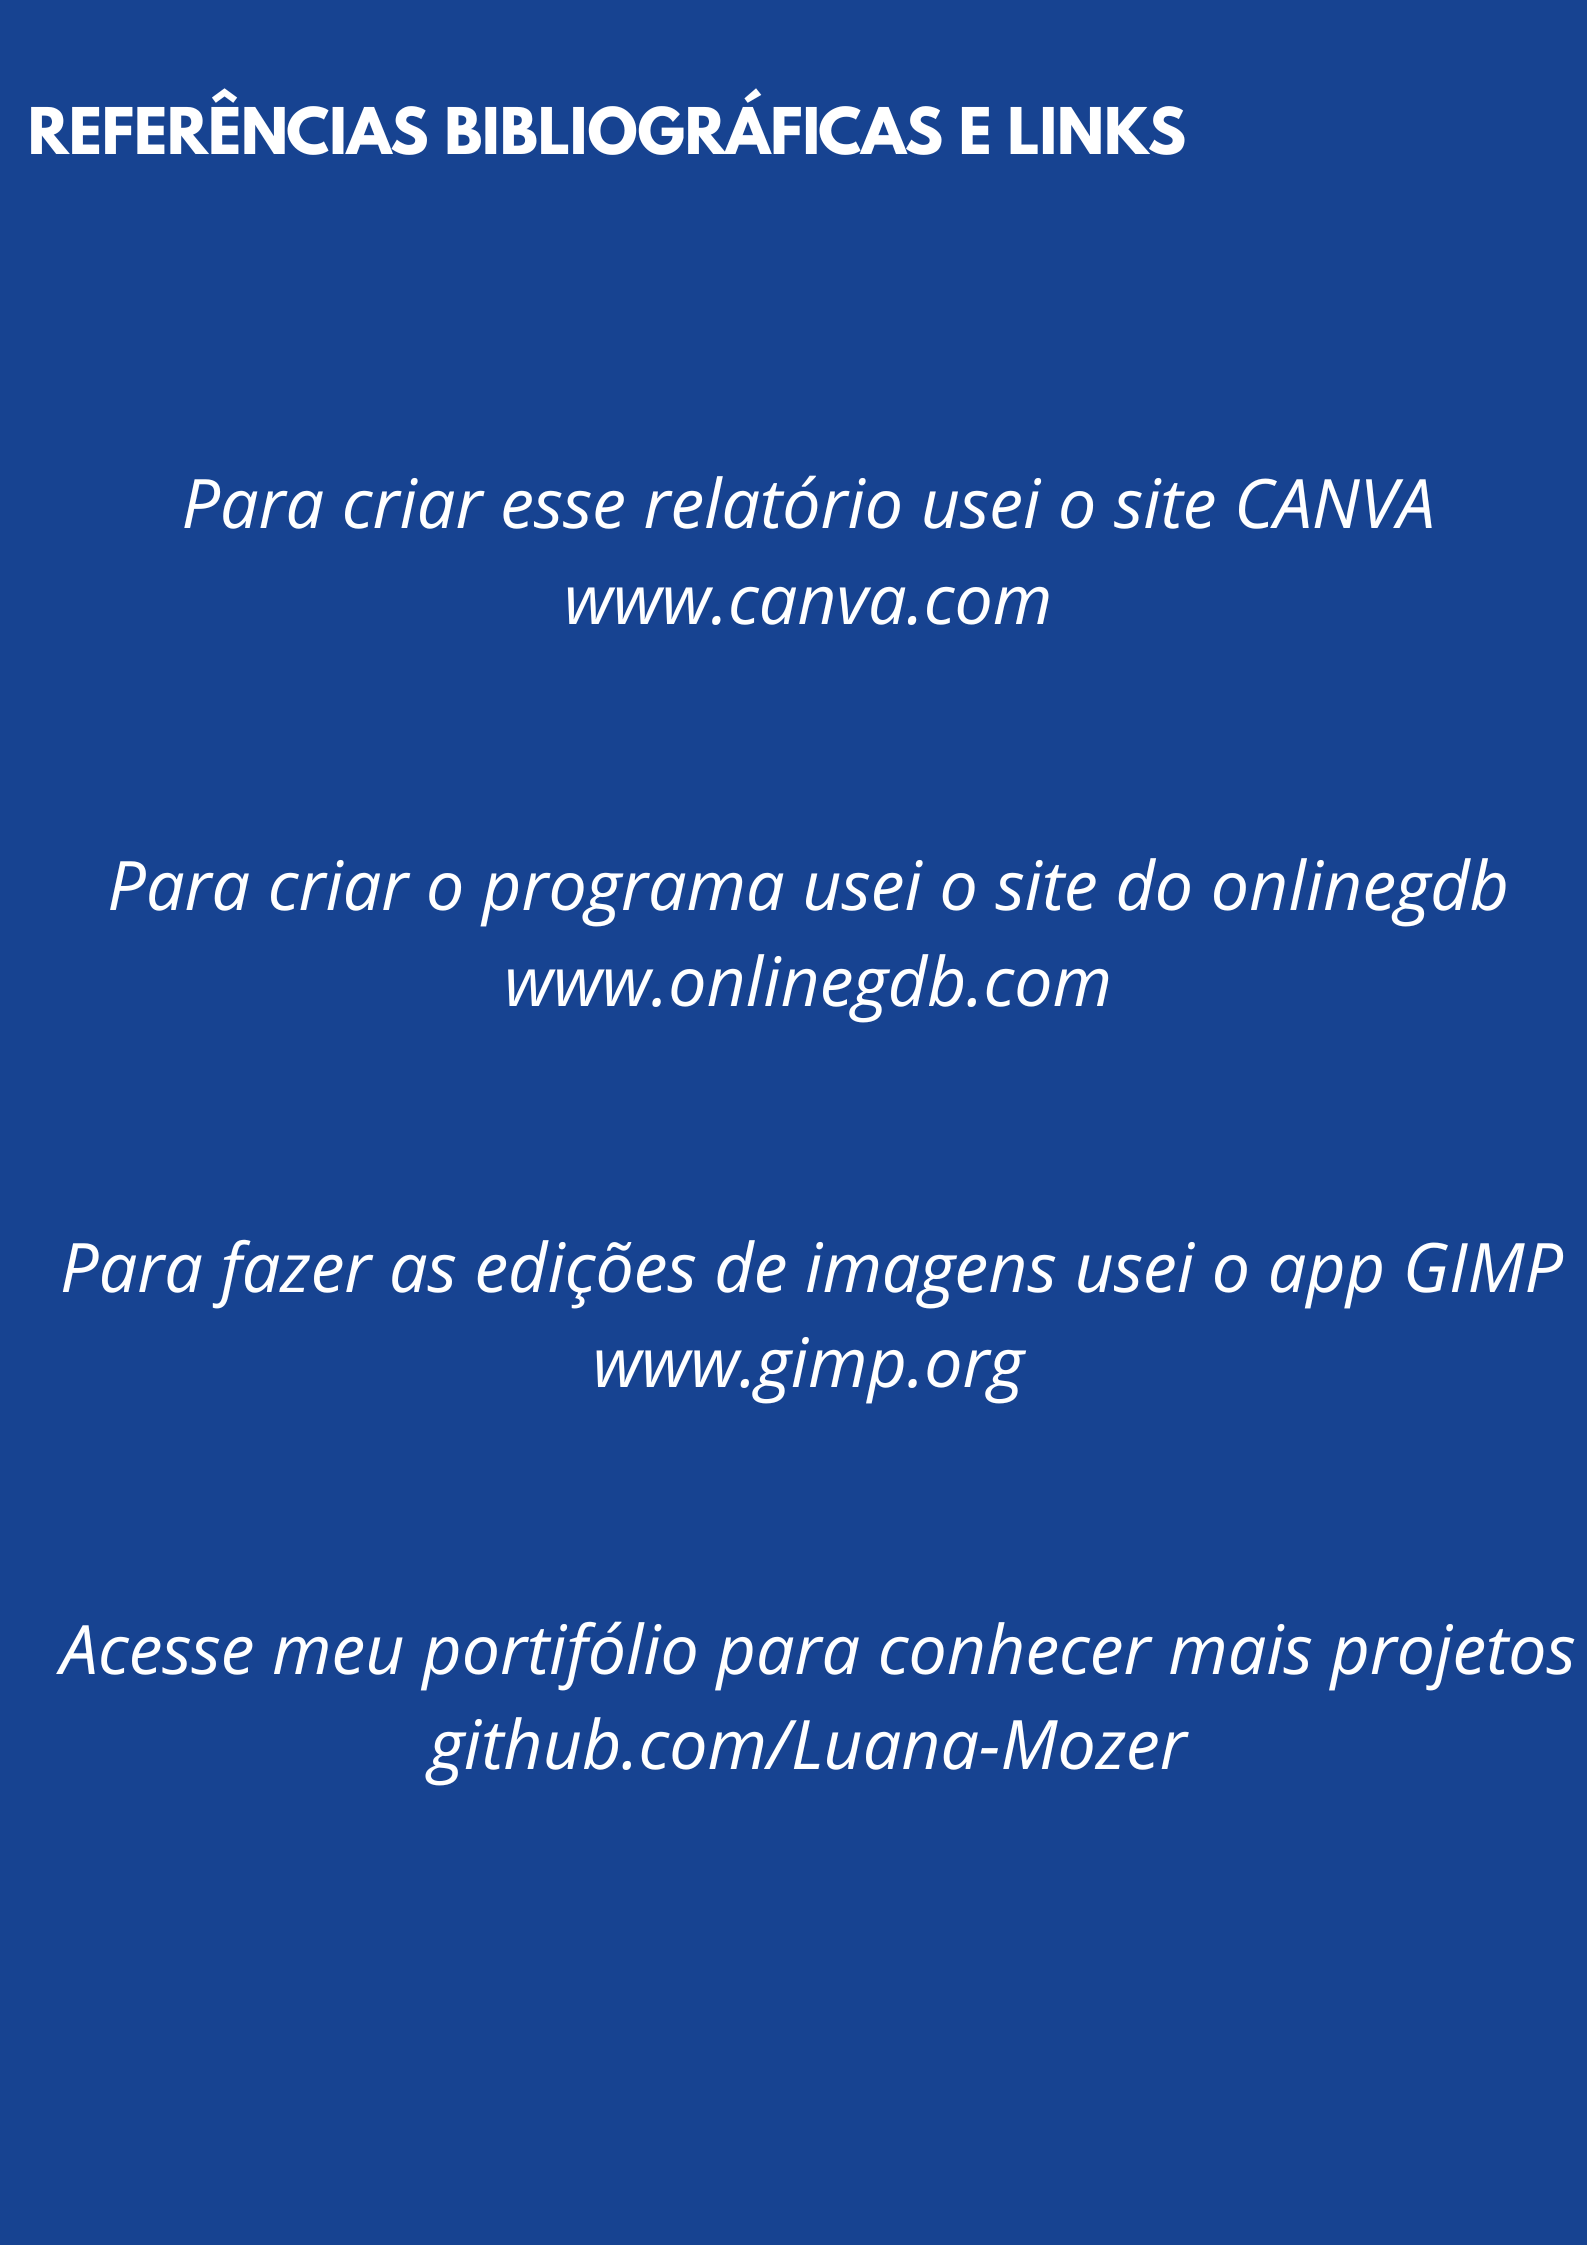 REFERÊNCIAS BIBLIOGRÁFICAS E LINKS
Para criar esse relatório usei o site CANVA
www.canva.com
Para criar o programa usei o site do onlinegdb
www.onlinegdb.com
Para fazer as edições de imagens usei o app GIMP
www.gimp.org
Acesse meu portifólio para conhecer mais projetos
github.com/Luana-Mozer